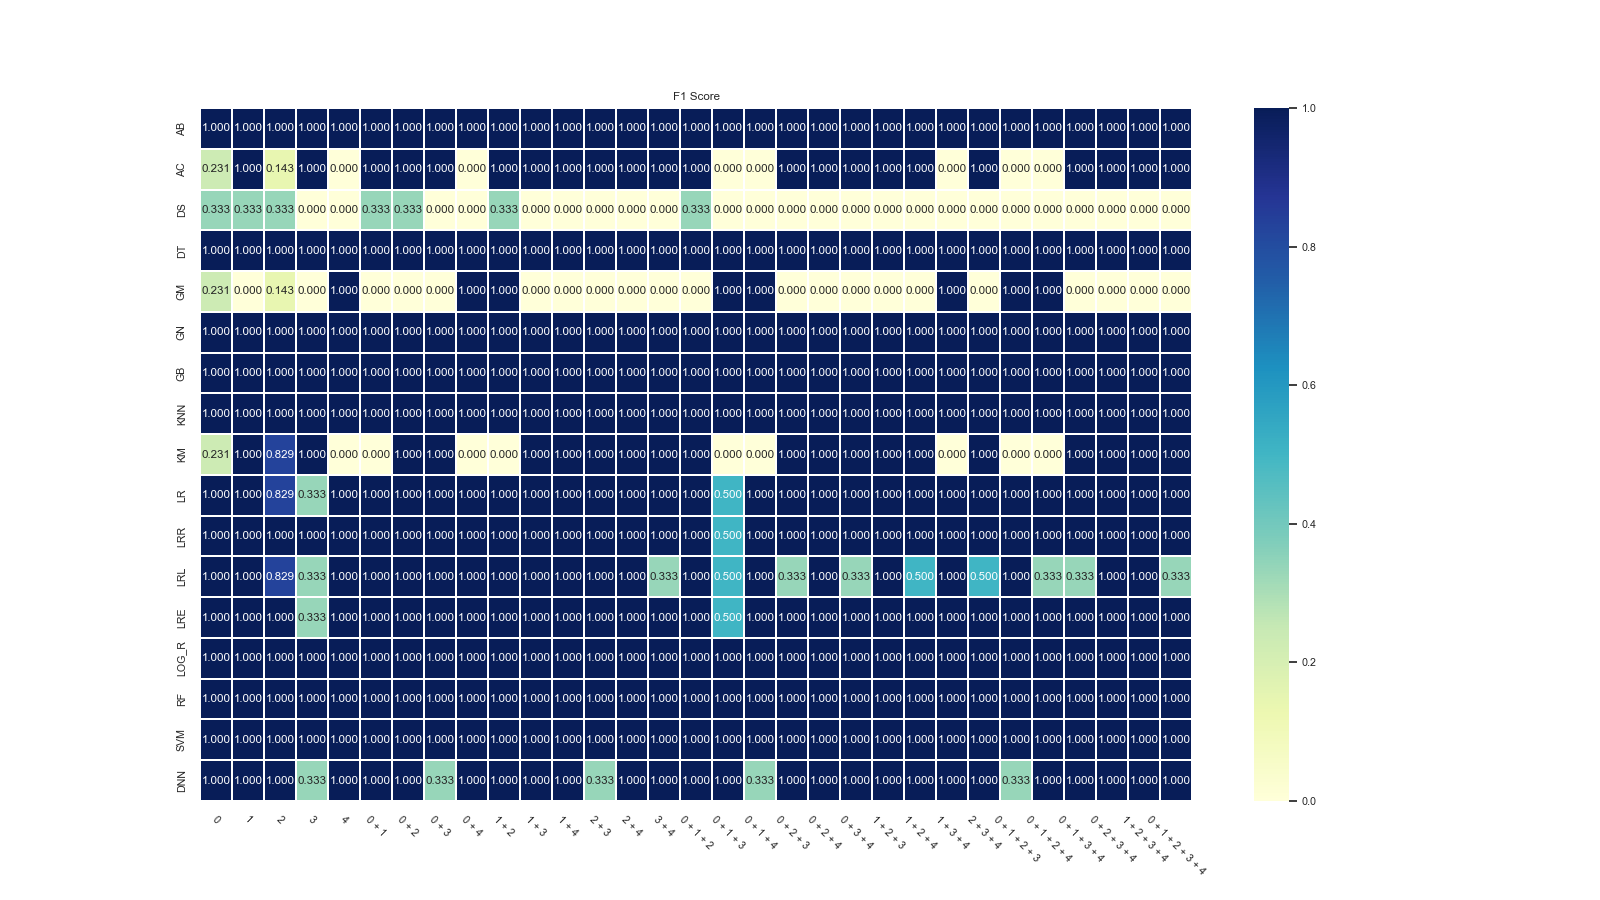 F1 Score
AB 1.000 1.000 1.000 1.000 1.000 1.000 1.000 1.000 1.000 1.000 1.000 1.000 1.000 1.000 1.000 1.000 1.000 1.000 1.000 1.000 1.000 1.000 1.000 1.000 1.000 1.000 1.000 1.000 1.000 1.000 1.000
AC 0.231 1.000 0.143 1.000 0.000 1.000 1.000 1.000 0.000 1.000 1.000 1.000 1.000 1.000 1.000 1.000 0.000 0.000 1.000 1.000 1.000 1.000 1.000 0.000 1.000 0.000 0.000 1.000 1.000 1.000 1.000
DS 0.333 0.333 0.333 0.000 0.000 0.333 0.333 0.000 0.000 0.333 0.000 0.000 0.000 0.000 0.000 0.333 0.000 0.000 0.000 0.000 0.000 0.000 0.000 0.000 0.000 0.000 0.000 0.000 0.000 0.000 0.000
DT 1.000 1.000 1.000 1.000 1.000 1.000 1.000 1.000 1.000 1.000 1.000 1.000 1.000 1.000 1.000 1.000 1.000 1.000 1.000 1.000 1.000 1.000 1.000 1.000 1.000 1.000 1.000 1.000 1.000 1.000 1.000
GM 0.231 0.000 0.143 0.000 1.000 0.000 0.000 0.000 1.000 1.000 0.000 0.000 0.000 0.000 0.000 0.000 1.000 1.000 0.000 0.000 0.000 0.000 0.000 1.000 0.000 1.000 1.000 0.000 0.000 0.000 0.000
GN 1.000 1.000 1.000 1.000 1.000 1.000 1.000 1.000 1.000 1.000 1.000 1.000 1.000 1.000 1.000 1.000 1.000 1.000 1.000 1.000 1.000 1.000 1.000 1.000 1.000 1.000 1.000 1.000 1.000 1.000 1.000
GB 1.000 1.000 1.000 1.000 1.000 1.000 1.000 1.000 1.000 1.000 1.000 1.000 1.000 1.000 1.000 1.000 1.000 1.000 1.000 1.000 1.000 1.000 1.000 1.000 1.000 1.000 1.000 1.000 1.000 1.000 1.000
KNN 1.000 1.000 1.000 1.000 1.000 1.000 1.000 1.000 1.000 1.000 1.000 1.000 1.000 1.000 1.000 1.000 1.000 1.000 1.000 1.000 1.000 1.000 1.000 1.000 1.000 1.000 1.000 1.000 1.000 1.000 1.000
KM 0.231 1.000 0.829 1.000 0.000 0.000 1.000 1.000 0.000 0.000 1.000 1.000 1.000 1.000 1.000 1.000 0.000 0.000 1.000 1.000 1.000 1.000 1.000 0.000 1.000 0.000 0.000 1.000 1.000 1.000 1.000
LR 1.000 1.000 0.829 0.333 1.000 1.000 1.000 1.000 1.000 1.000 1.000 1.000 1.000 1.000 1.000 1.000 0.500 1.000 1.000 1.000 1.000 1.000 1.000 1.000 1.000 1.000 1.000 1.000 1.000 1.000 1.000
LRR 1.000 1.000 1.000 1.000 1.000 1.000 1.000 1.000 1.000 1.000 1.000 1.000 1.000 1.000 1.000 1.000 0.500 1.000 1.000 1.000 1.000 1.000 1.000 1.000 1.000 1.000 1.000 1.000 1.000 1.000 1.000
LRL 1.000 1.000 0.829 0.333 1.000 1.000 1.000 1.000 1.000 1.000 1.000 1.000 1.000 1.000 0.333 1.000 0.500 1.000 0.333 1.000 0.333 1.000 0.500 1.000 0.500 1.000 0.333 0.333 1.000 1.000 0.333
LRE 1.000 1.000 1.000 0.333 1.000 1.000 1.000 1.000 1.000 1.000 1.000 1.000 1.000 1.000 1.000 1.000 0.500 1.000 1.000 1.000 1.000 1.000 1.000 1.000 1.000 1.000 1.000 1.000 1.000 1.000 1.000
LOG_R 1.000 1.000 1.000 1.000 1.000 1.000 1.000 1.000 1.000 1.000 1.000 1.000 1.000 1.000 1.000 1.000 1.000 1.000 1.000 1.000 1.000 1.000 1.000 1.000 1.000 1.000 1.000 1.000 1.000 1.000 1.000
RF 1.000 1.000 1.000 1.000 1.000 1.000 1.000 1.000 1.000 1.000 1.000 1.000 1.000 1.000 1.000 1.000 1.000 1.000 1.000 1.000 1.000 1.000 1.000 1.000 1.000 1.000 1.000 1.000 1.000 1.000 1.000
SVM 1.000 1.000 1.000 1.000 1.000 1.000 1.000 1.000 1.000 1.000 1.000 1.000 1.000 1.000 1.000 1.000 1.000 1.000 1.000 1.000 1.000 1.000 1.000 1.000 1.000 1.000 1.000 1.000 1.000 1.000 1.000
DNN 1.000 1.000 1.000 0.333 1.000 1.000 1.000 0.333 1.000 1.000 1.000 1.000 0.333 1.000 1.000 1.000 1.000 0.333 1.000 1.000 1.000 1.000 1.000 1.000 1.000 0.333 1.000 1.000 1.000 1.000 1.000
0
1
2
3
4
0 + 1
0 + 2
0 + 3
0 + 4
1 + 2
1 + 3
1 + 4
2 + 3
2 + 4
3 + 4
0 + 1 + 2
0 + 1 + 3
0 + 1 + 4
0 + 2 + 3
0 + 2 + 4
0 + 3 + 4
1 + 2 + 3
1 + 2 + 4
1 + 3 + 4
2 + 3 + 4
0 + 1 + 2 + 3
0 + 1 + 2 + 4
0 + 1 + 3 + 4
0 + 2 + 3 + 4
1 + 2 + 3 + 4
0 + 1 + 2 + 3 + 4
1.0
0.8
0.6
0.4
0.2
0.0